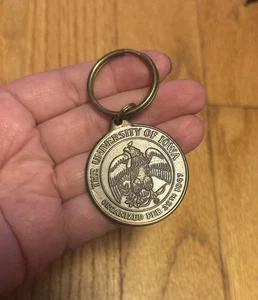 THE UNIVERSITY OF IOWA
ORGANIZED FEB 25TH 1847